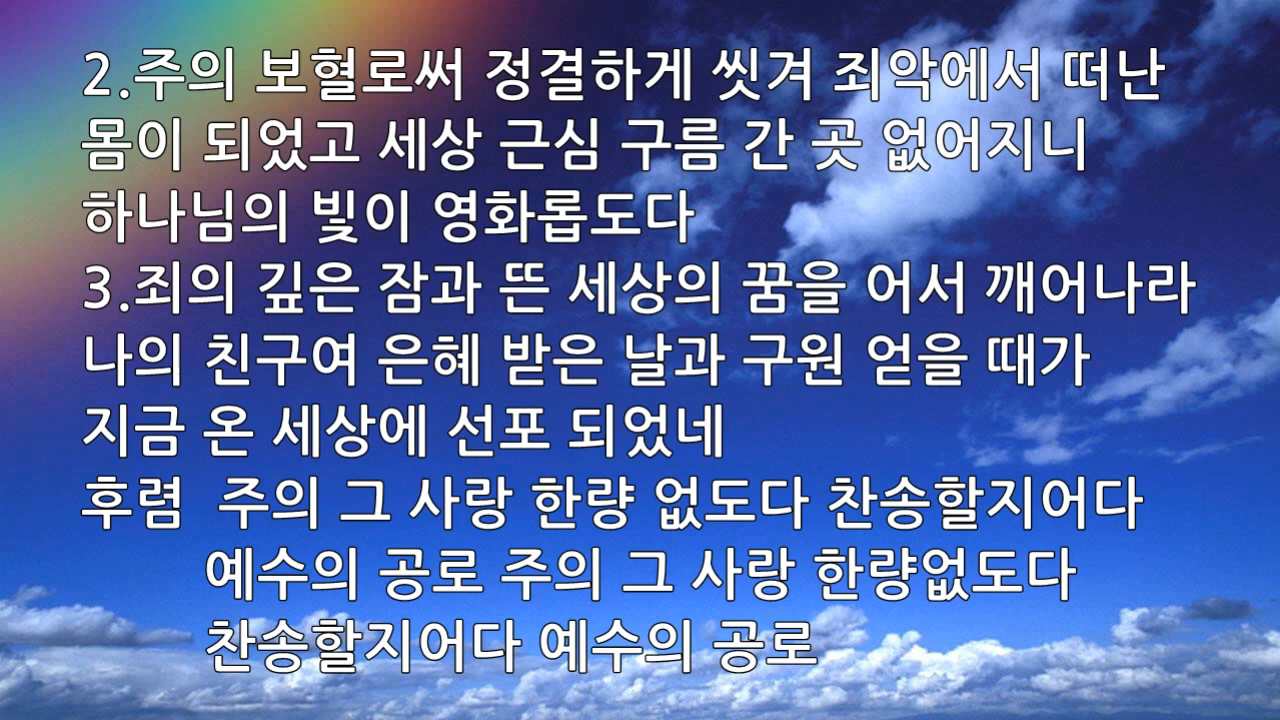 2.주의 보혈로써 정결하게 씻겨 죄악에서 떠난
몸이 되었고 세상 근심 구름 간 곳 없어지니
하나님의 빛이 영화롭도다
3.죄의 깊은 잠과 뜬 세상의 꿈을 어서 깨어나라
나의 친구여 은혜 받은 날과 구원 얻을 때가
지금 온 세상에 선포 되었네
후렴 주의 그 사랑 한량 없도다 찬송할지어다
예수의 공로 주의 그 사랑 한량없도다
찬송할지어다 예수의 공로